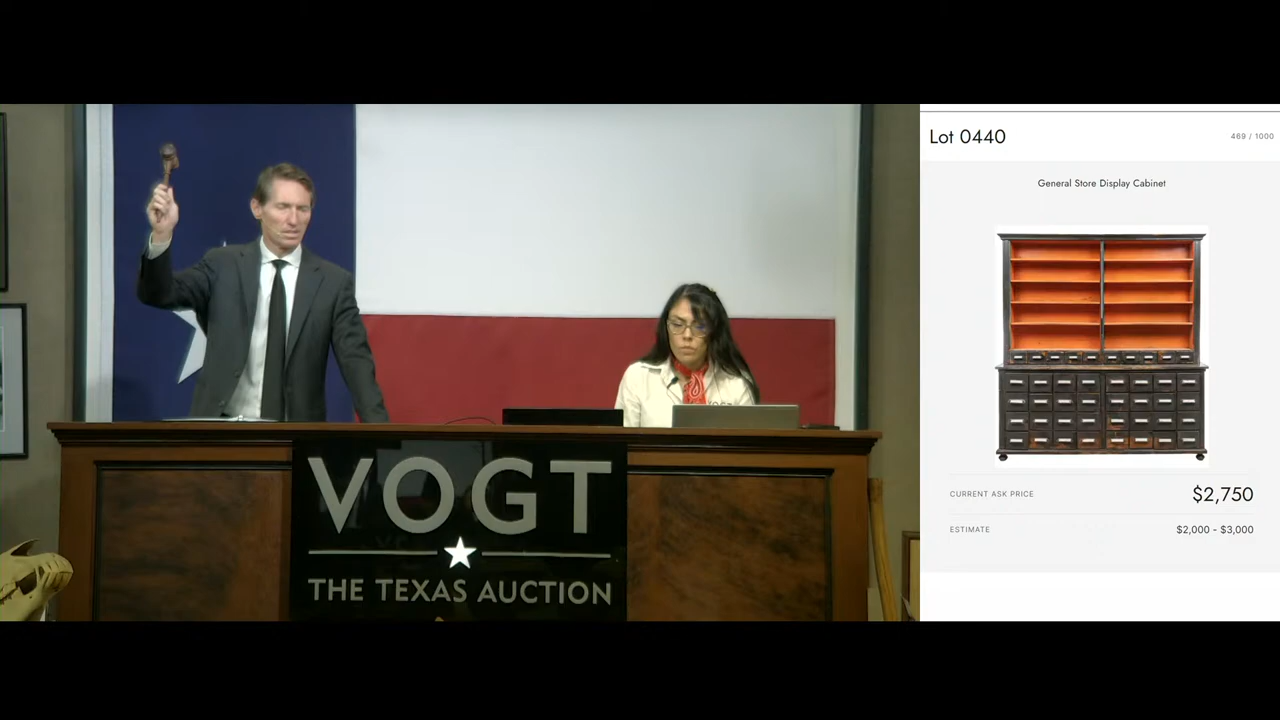 Lot 0440
469 / 1000
General Store Display Cabinet
CURRENT ASK PRICE
$2,750
ESTIMATE
$2,000 - $3,000
VOGT
VOGT
THE TEXAS AUCTION